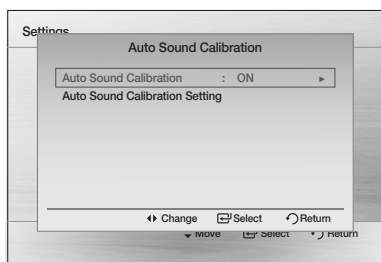 Settings
Auto Sound Calibration
Auto Sound Calibration : ON ►
Auto Sound Calibration Setting
Change Select Return
Move Select Return